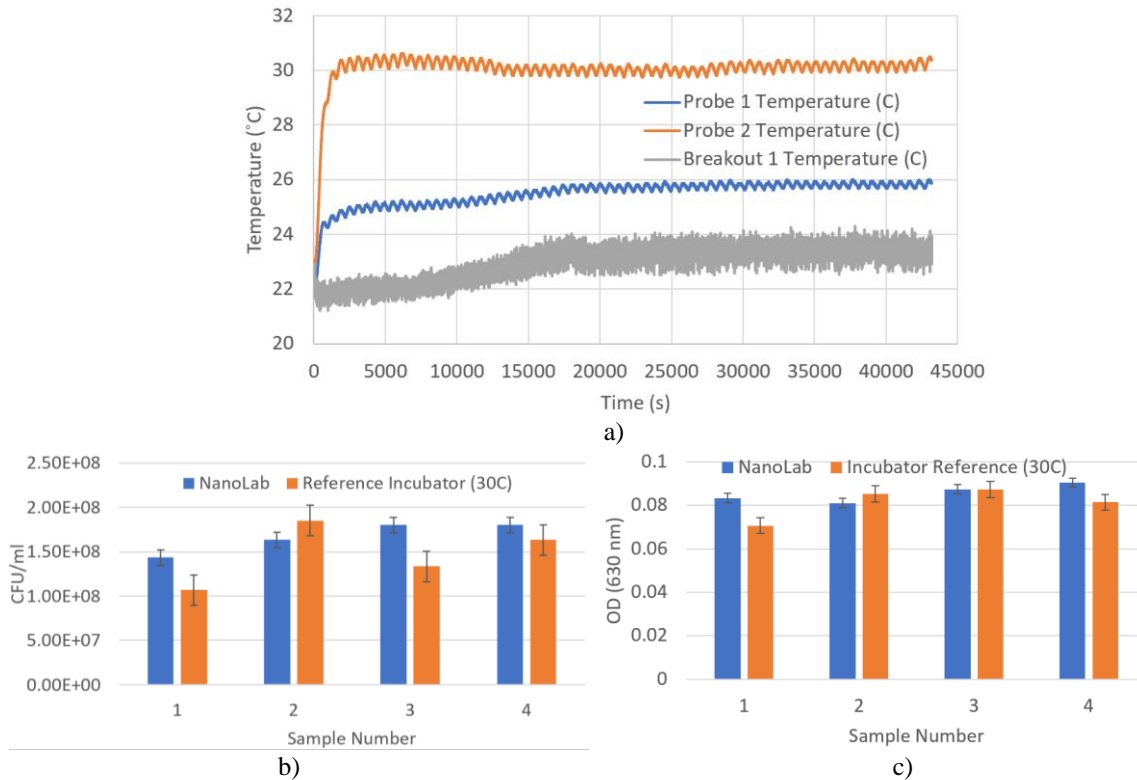 32
30
28
26
24
22
20
Temperature (°C)
Probe 1 Temperature (C)
Probe 2 Temperature (C)
Breakout 1 Temperature (C)
0 5000 10000 15000 20000 25000 30000 35000 40000 45000
Time (s)
a)
2.50E+08
2.00E+08
1.50E+08
1.00E+08
5.00E+07
0.00E+00
CFU/ml
NanoLab Reference Incubator (30C)
1 2 3 4
Sample Number
b)
0.1
0.08
0.06
0.04
0.02
0
OD (630 nm)
NanoLab Incubator Reference (30C)
1 2 3 4
Sample Number
c)